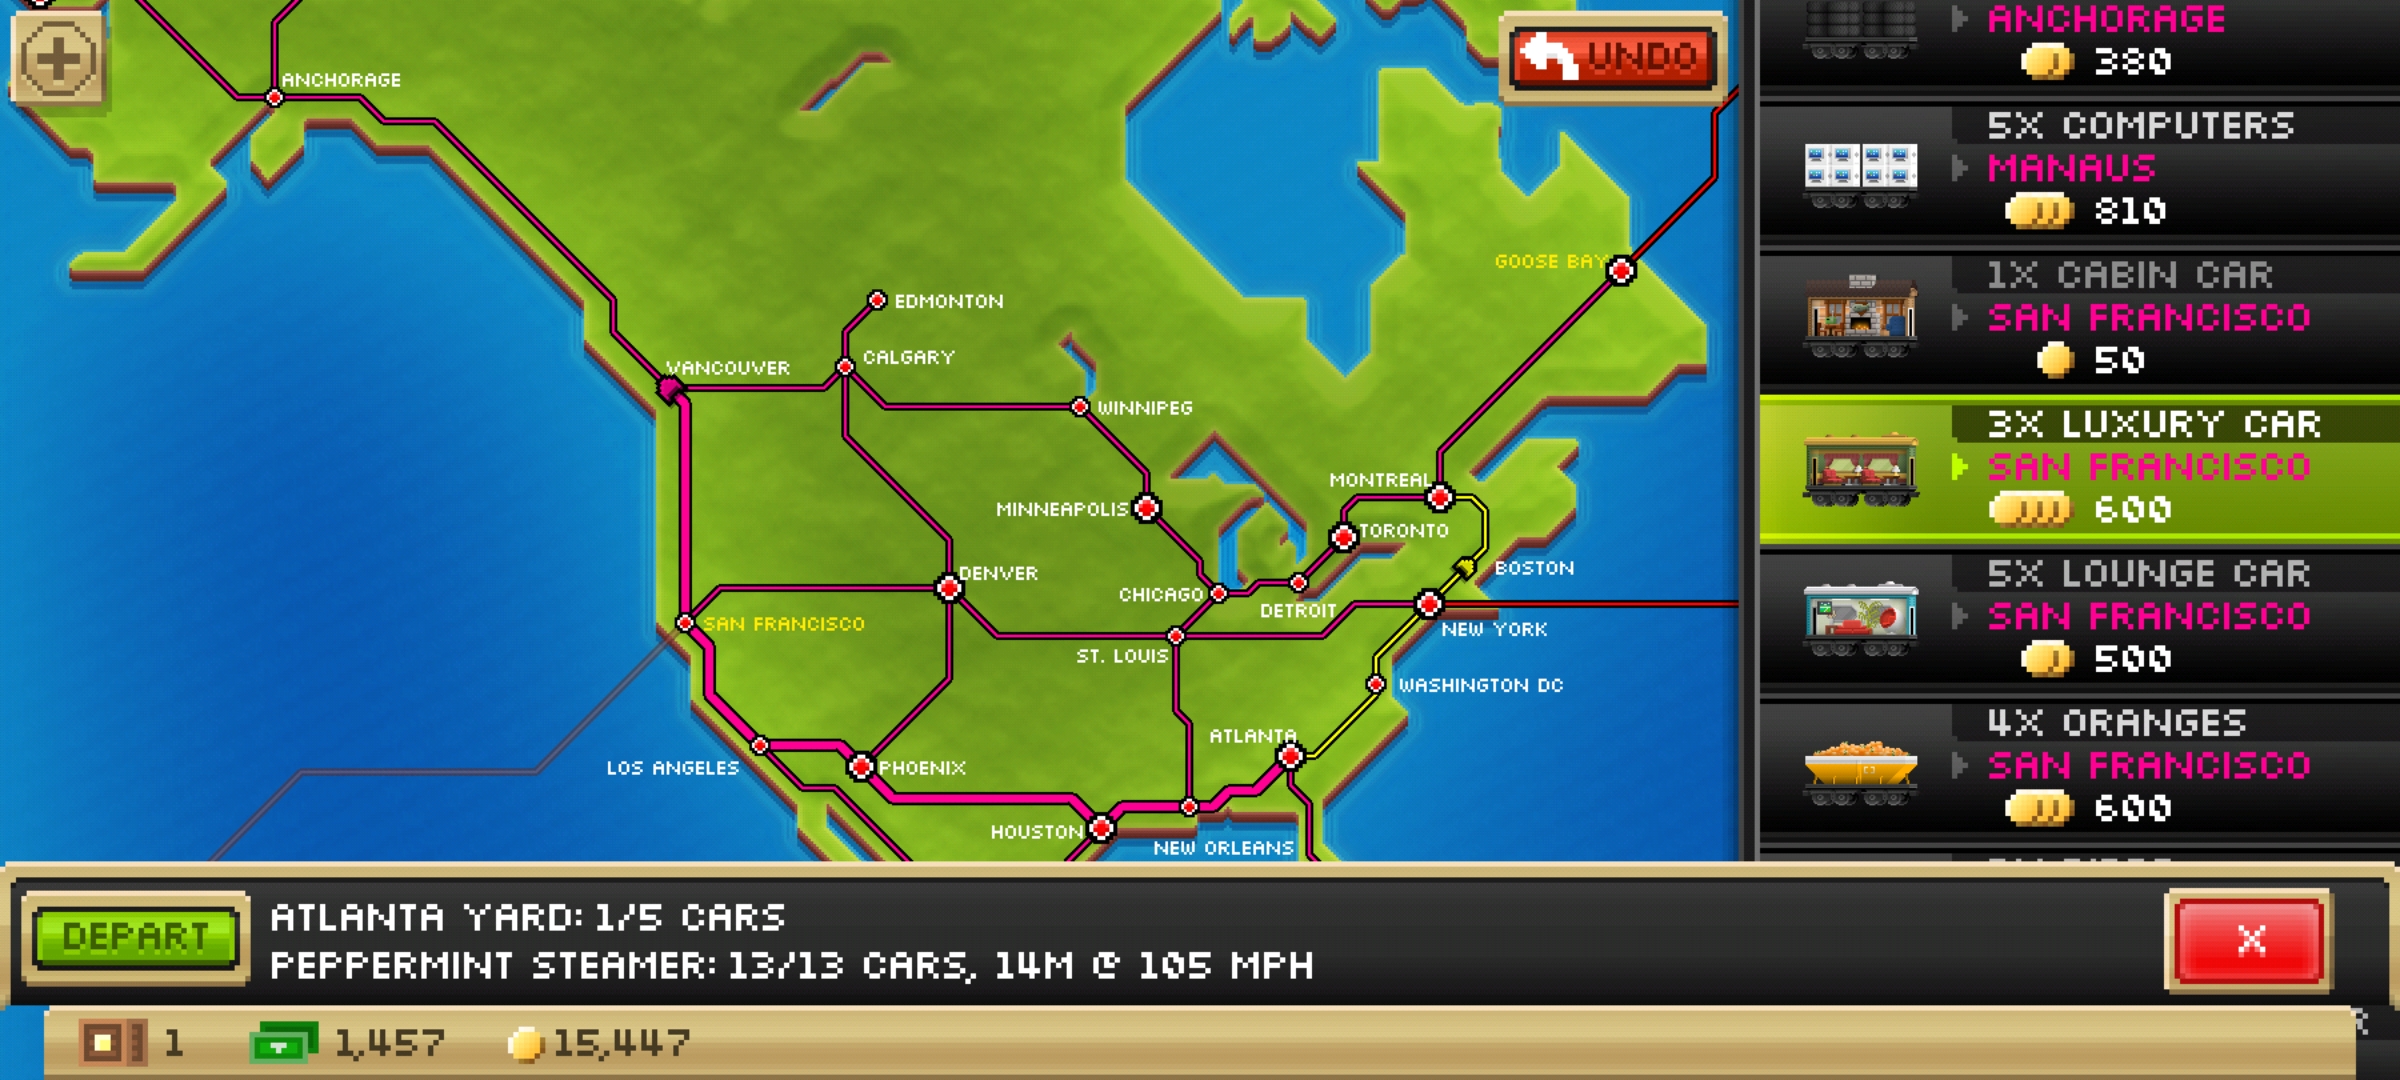 UNDO
ANCHORAGE
EDMONTON
CALGARY
VANCOUVER
WINNIPEG
GOOSE BAY
MINNEAPOLIS
MONTREAL
TORONTO
BOSTON
DENVER
CHICAGO
DETROIT
NEW YORK
SAN FRANCISCO
ST. LOUIS
WASHINGTON DC
ATLANTA
LOS ANGELES
PHOENIX
HOUSTON
NEW ORLEANS
ANCHORAGE
380
5X COMPUTERS
MANAUS
810
1X CABIN CAR
SAN FRANCISCO
50
3X LUXURY CAR
SAN FRANCISCO
600
5X LOUNGE CAR
SAN FRANCISCO
500
4X ORANGES
SAN FRANCISCO
600
DEPART
ATLANTA YARD: 1/5 CARS
PEPPERMINT STEAMER: 13/13 CARS, 14M @ 105 MPH
X
1
1,457
15,447